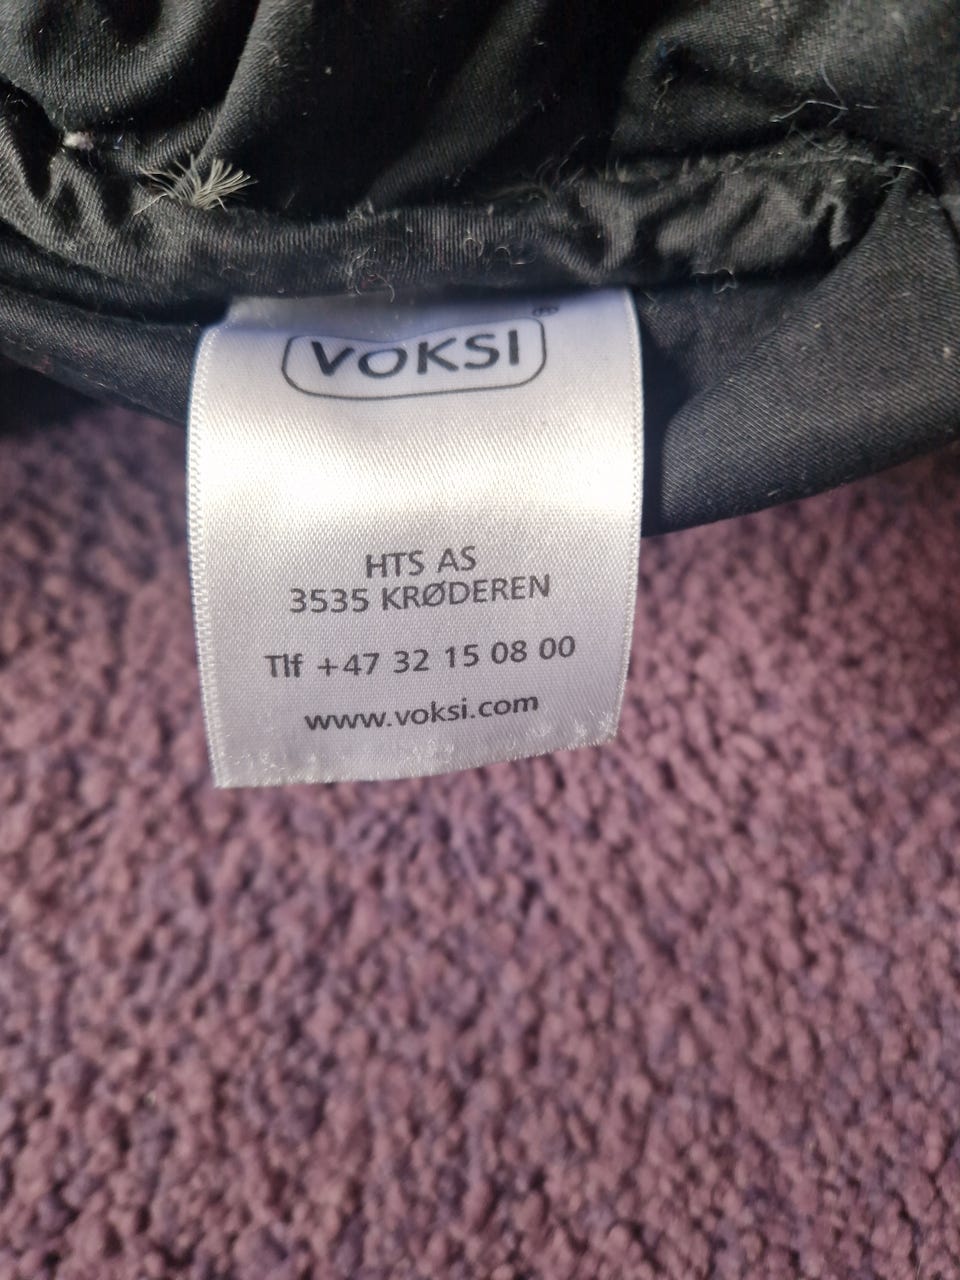 VOKSI®
HTS AS
3535 KRØDEREN
Tlf +47 32 15 08 00
www.voksi.com